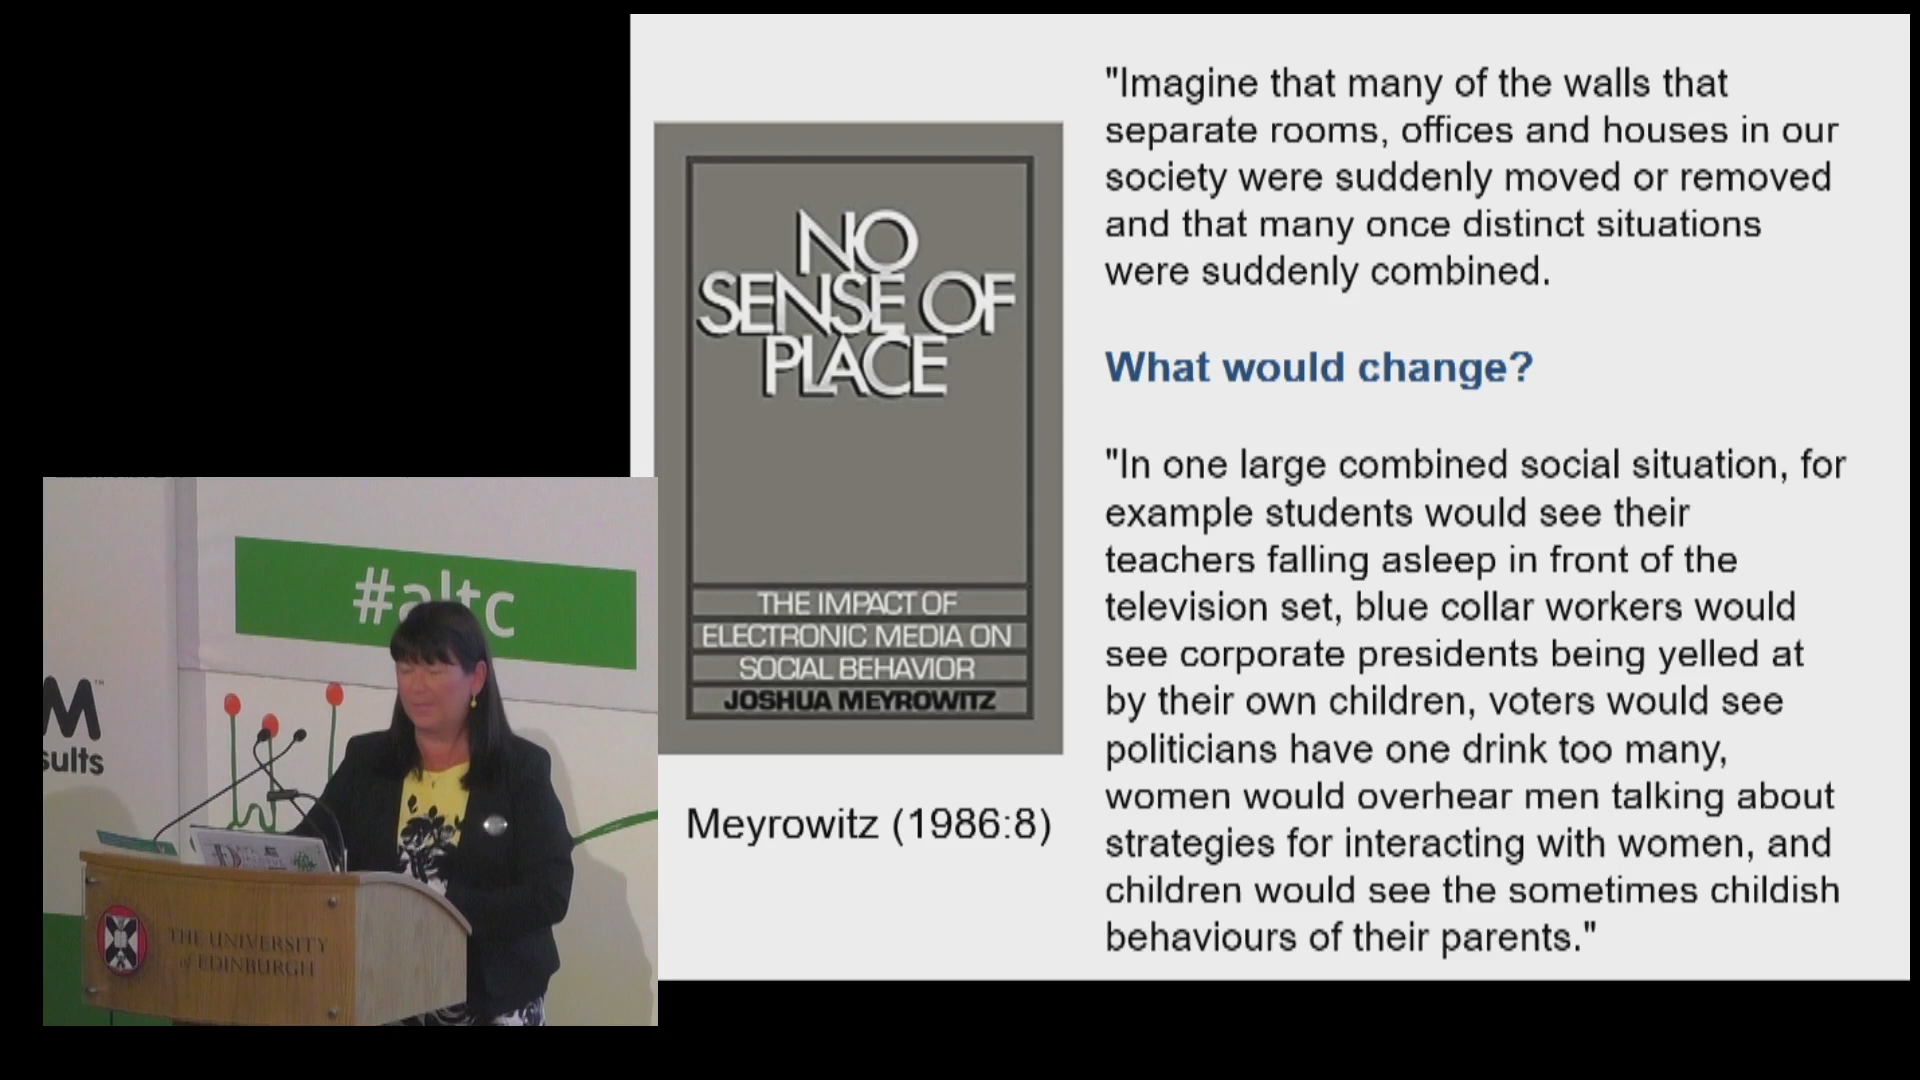 "Imagine that many of the walls that
separate rooms, offices and houses in our
society were suddenly moved or removed
and that many once distinct situations
were suddenly combined.
What would change?
"In one large combined social situation, for
example students would see their
teachers falling asleep in front of the
television set, blue collar workers would
see corporate presidents being yelled at
by their own children, voters would see
politicians have one drink too many,
women would overhear men talking about
strategies for interacting with women, and
children would see the sometimes childish
behaviours of their parents."
NO
SENSE OF
PLACE
THE IMPACT OF
ELECTRONIC MEDIA ON
SOCIAL BEHAVIOR
JOSHUA MEYROWITZ
Meyrowitz (1986:8)
#altc
M™
sults
THE UNIVERSITY
of EDINBURGH